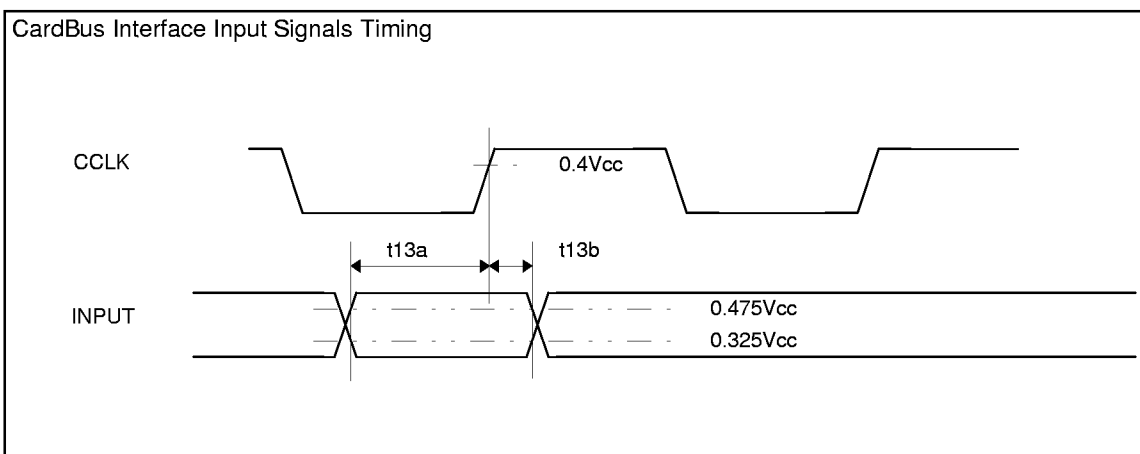 CardBus Interface Input Signals Timing
CCLK
0.4Vcc
t13a
t13b
INPUT
0.475Vcc
0.325Vcc